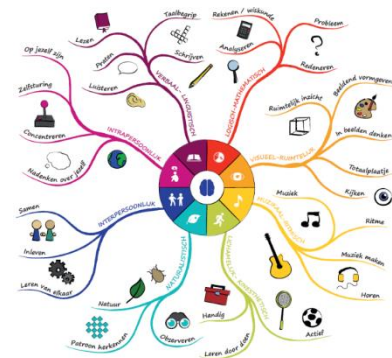 Taalbegrip
Lezen
Praten
Schrijven
Luisteren
VERBAAL-LINGUISTISCH
Rekenen / wiskunde
Probleem
Analyseren
Redeneren
LOGISCH-MATHEMATISCH
Beeldend vormgeven
Ruimtelijk inzicht
In beelden denken
Totaalplaatje
Kijken
VISUEEL-RUIMTELIJK
Muziek
Ritme
Muziek maken
Horen
MUZIKAAL-RITMISCH
Handig
Leren door doen
Actief
LICHAMELIJK-KINESTHETISCH
Natuur
Patroon herkennen
Observeren
NATURALISTISCH
Samen
Inleven
Leren van elkaar
INTERPERSOONLIJK
Op jezelf zijn
Zelfsturing
Concentreren
Nadenken over jezelf
INTRAPERSOONLIJK